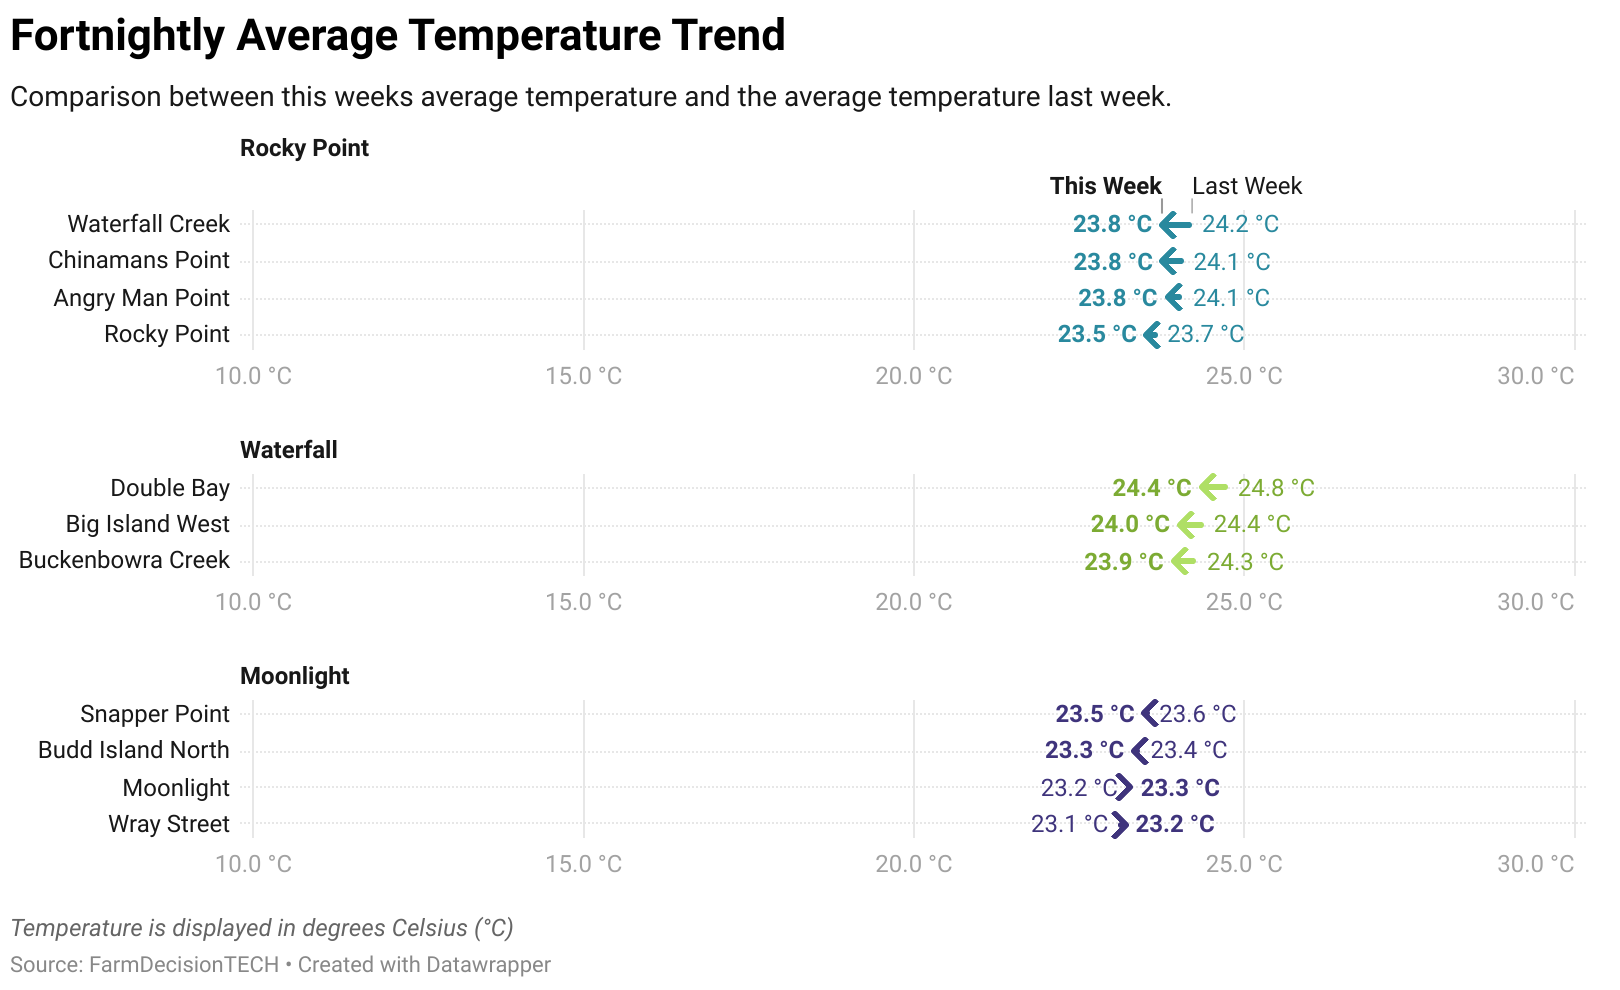 Fortnightly Average Temperature Trend
Comparison between this weeks average temperature and the average temperature last week.
Rocky Point
This Week Last Week
Waterfall Creek 23.8 °C 24.2 °C
Chinamans Point 23.8 °C 24.1 °C
Angry Man Point 23.8 °C 24.1 °C
Rocky Point 23.5 °C 23.7 °C
10.0 °C 15.0 °C 20.0 °C 25.0 °C 30.0 °C
Waterfall
Double Bay 24.4 °C 24.8 °C
Big Island West 24.0 °C 24.4 °C
Buckenbowra Creek 23.9 °C 24.3 °C
10.0 °C 15.0 °C 20.0 °C 25.0 °C 30.0 °C
Moonlight
Snapper Point 23.5 °C 23.6 °C
Budd Island North 23.3 °C 23.4 °C
Moonlight 23.2 °C 23.3 °C
Wray Street 23.1 °C 23.2 °C
10.0 °C 15.0 °C 20.0 °C 25.0 °C 30.0 °C
Temperature is displayed in degrees Celsius (°C)
Source: FarmDecisionTECH • Created with Datawrapper